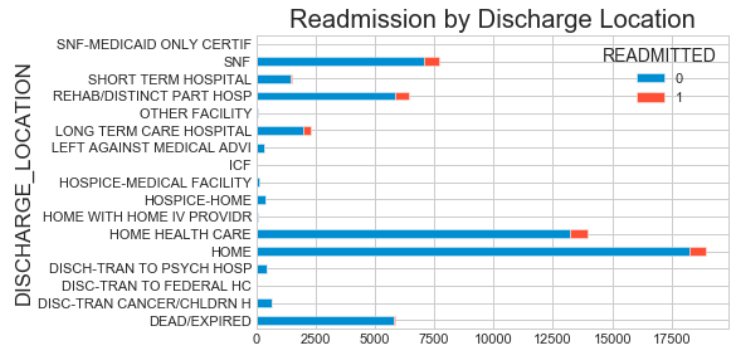 Readmission by Discharge Location
DISCHARGE_LOCATION
SNF-MEDICAID ONLY CERTIF
SNF
SHORT TERM HOSPITAL
REHAB/DISTINCT PART HOSP
OTHER FACILITY
LONG TERM CARE HOSPITAL
LEFT AGAINST MEDICAL ADVI
ICF
HOSPICE-MEDICAL FACILITY
HOSPICE-HOME
HOME WITH HOME IV PROVIDR
HOME HEALTH CARE
HOME
DISCH-TRAN TO PSYCH HOSP
DISC-TRAN TO FEDERAL HC
DISC-TRAN CANCER/CHLDRN H
DEAD/EXPIRED
READMITTED
0
1
0 2500 5000 7500 10000 12500 15000 17500